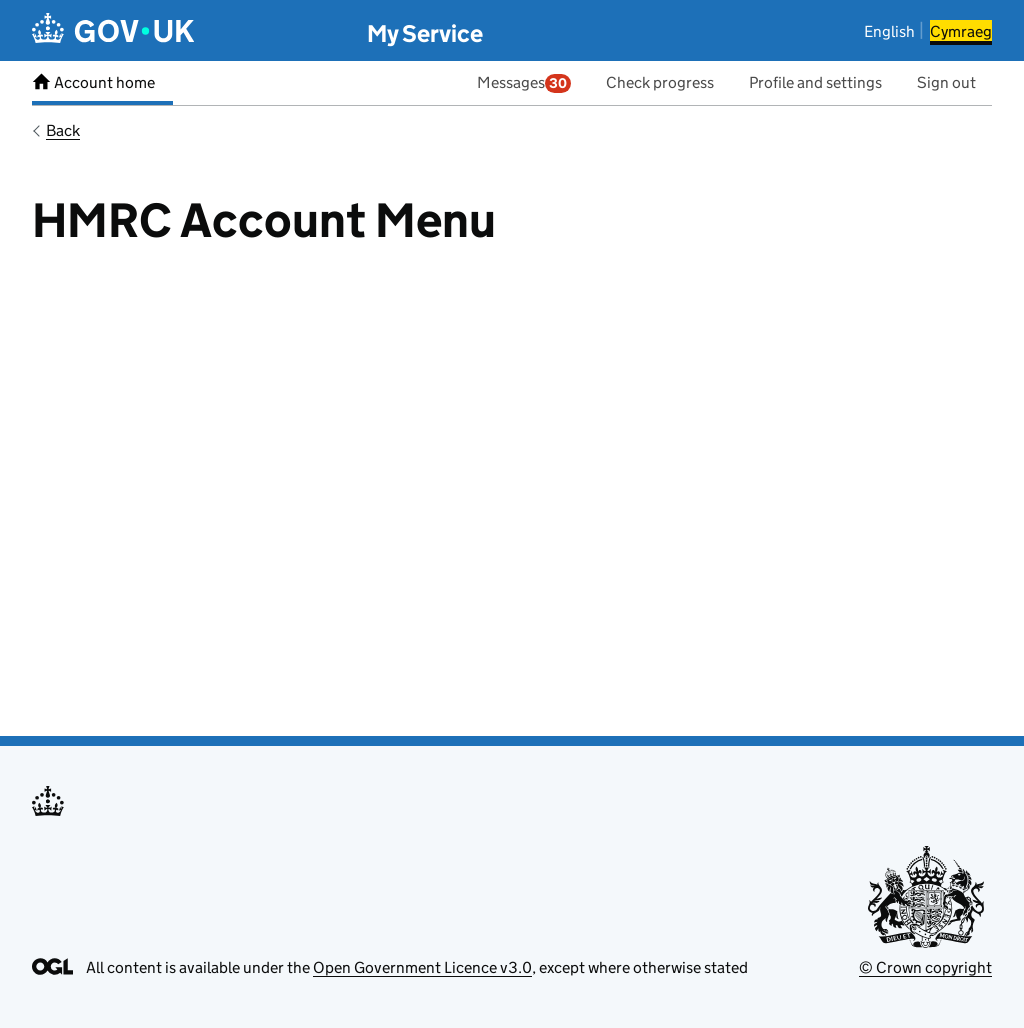 GOV•UK My Service English Cymraeg
Account home Messages 30 Check progress Profile and settings Sign out
Back
HMRC Account Menu
QUI
DIEU ET MON DROIT
OGL All content is available under the Open Government Licence v3.0, except where otherwise stated © Crown copyright